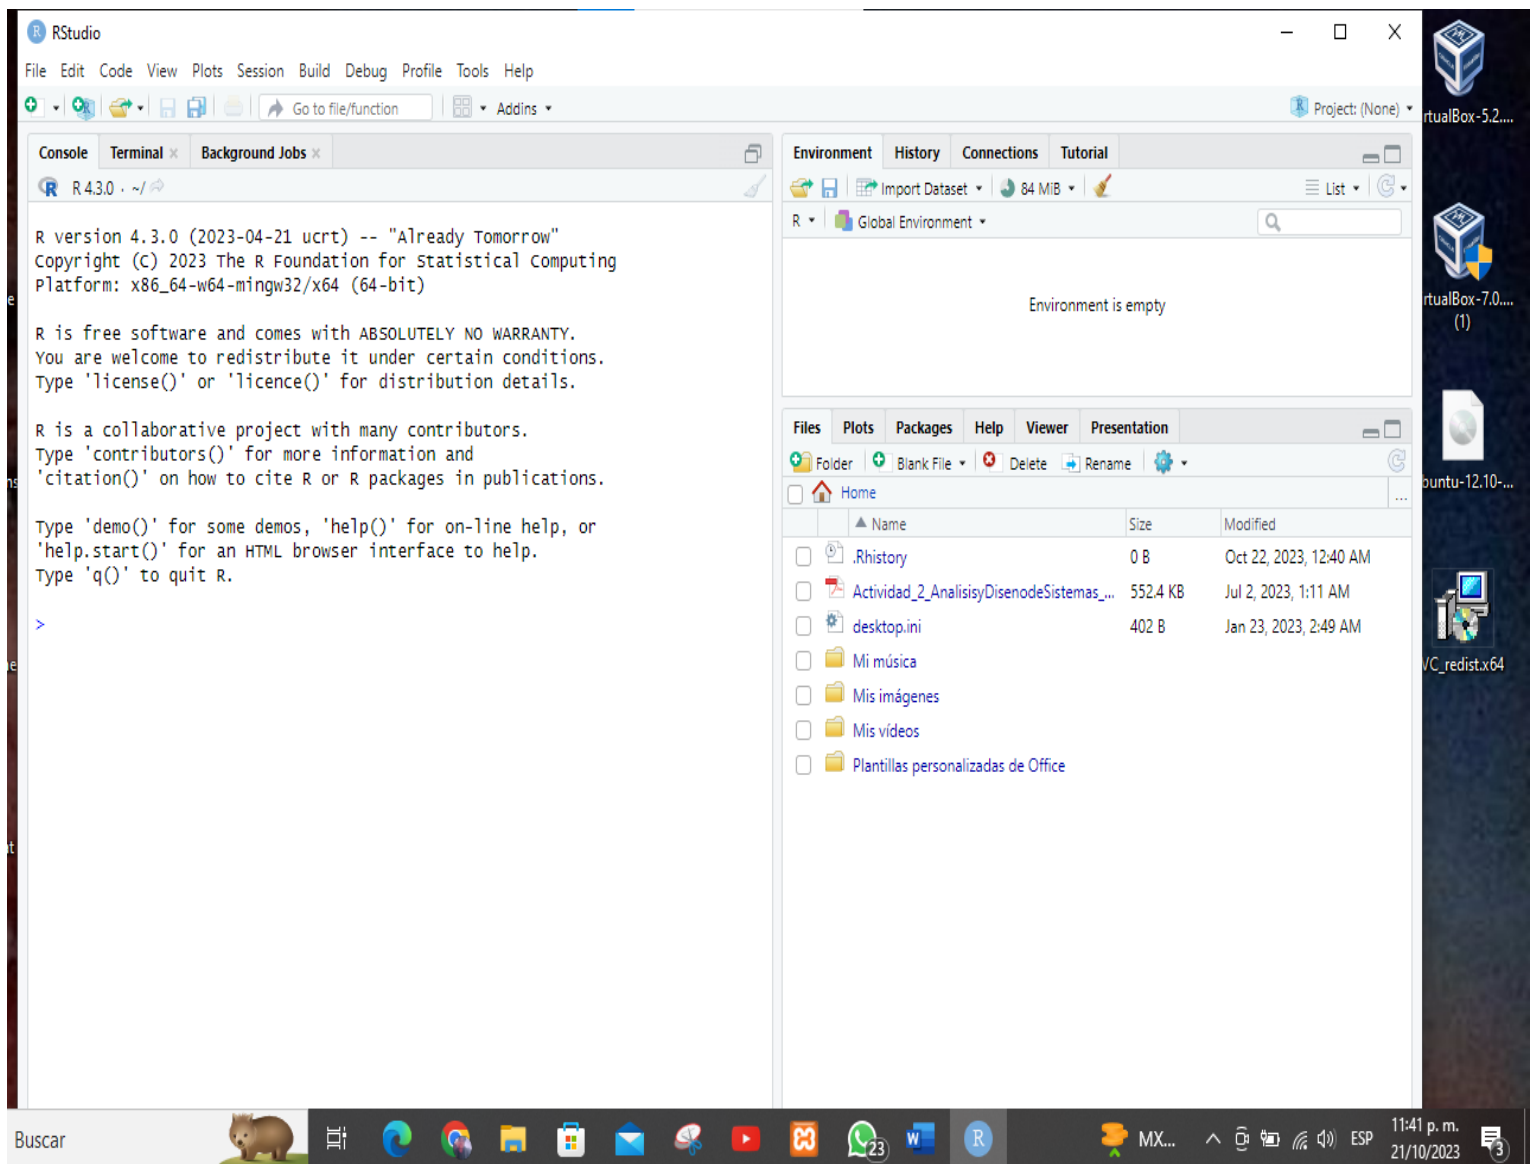 RStudio
File Edit Code View Plots Session Build Debug Profile Tools Help
Go to file/function Addins Project: (None)
Console Terminal Background Jobs
R 4.3.0 · ~/
R version 4.3.0 (2023-04-21 ucrt) -- "Already Tomorrow"
Copyright (C) 2023 The R Foundation for Statistical Computing
Platform: x86_64-w64-mingw32/x64 (64-bit)
R is free software and comes with ABSOLUTELY NO WARRANTY.
You are welcome to redistribute it under certain conditions.
Type 'license()' or 'licence()' for distribution details.
R is a collaborative project with many contributors.
Type 'contributors()' for more information and
'citation()' on how to cite R or R packages in publications.
Type 'demo()' for some demos, 'help()' for on-line help, or
'help.start()' for an HTML browser interface to help.
Type 'q()' to quit R.
>
Environment History Connections Tutorial
Import Dataset 84 MiB List
R Global Environment
Environment is empty
Files Plots Packages Help Viewer Presentation
Folder Blank File Delete Rename
Home ...
Name Size Modified
.Rhistory 0 B Oct 22, 2023, 12:40 AM
Actividad_2_AnalisisyDisenodeSistemas_... 552.4 KB Jul 2, 2023, 1:11 AM
desktop.ini 402 B Jan 23, 2023, 2:49 AM
Mi música
Mis imágenes
Mis vídeos
Plantillas personalizadas de Office
rtualBox-5.2....
rtualBox-7.0....
(1)
buntu-12.10-...
VC_redist.x64
Buscar 23 MX... ESP 11:41 p. m.
21/10/2023 3